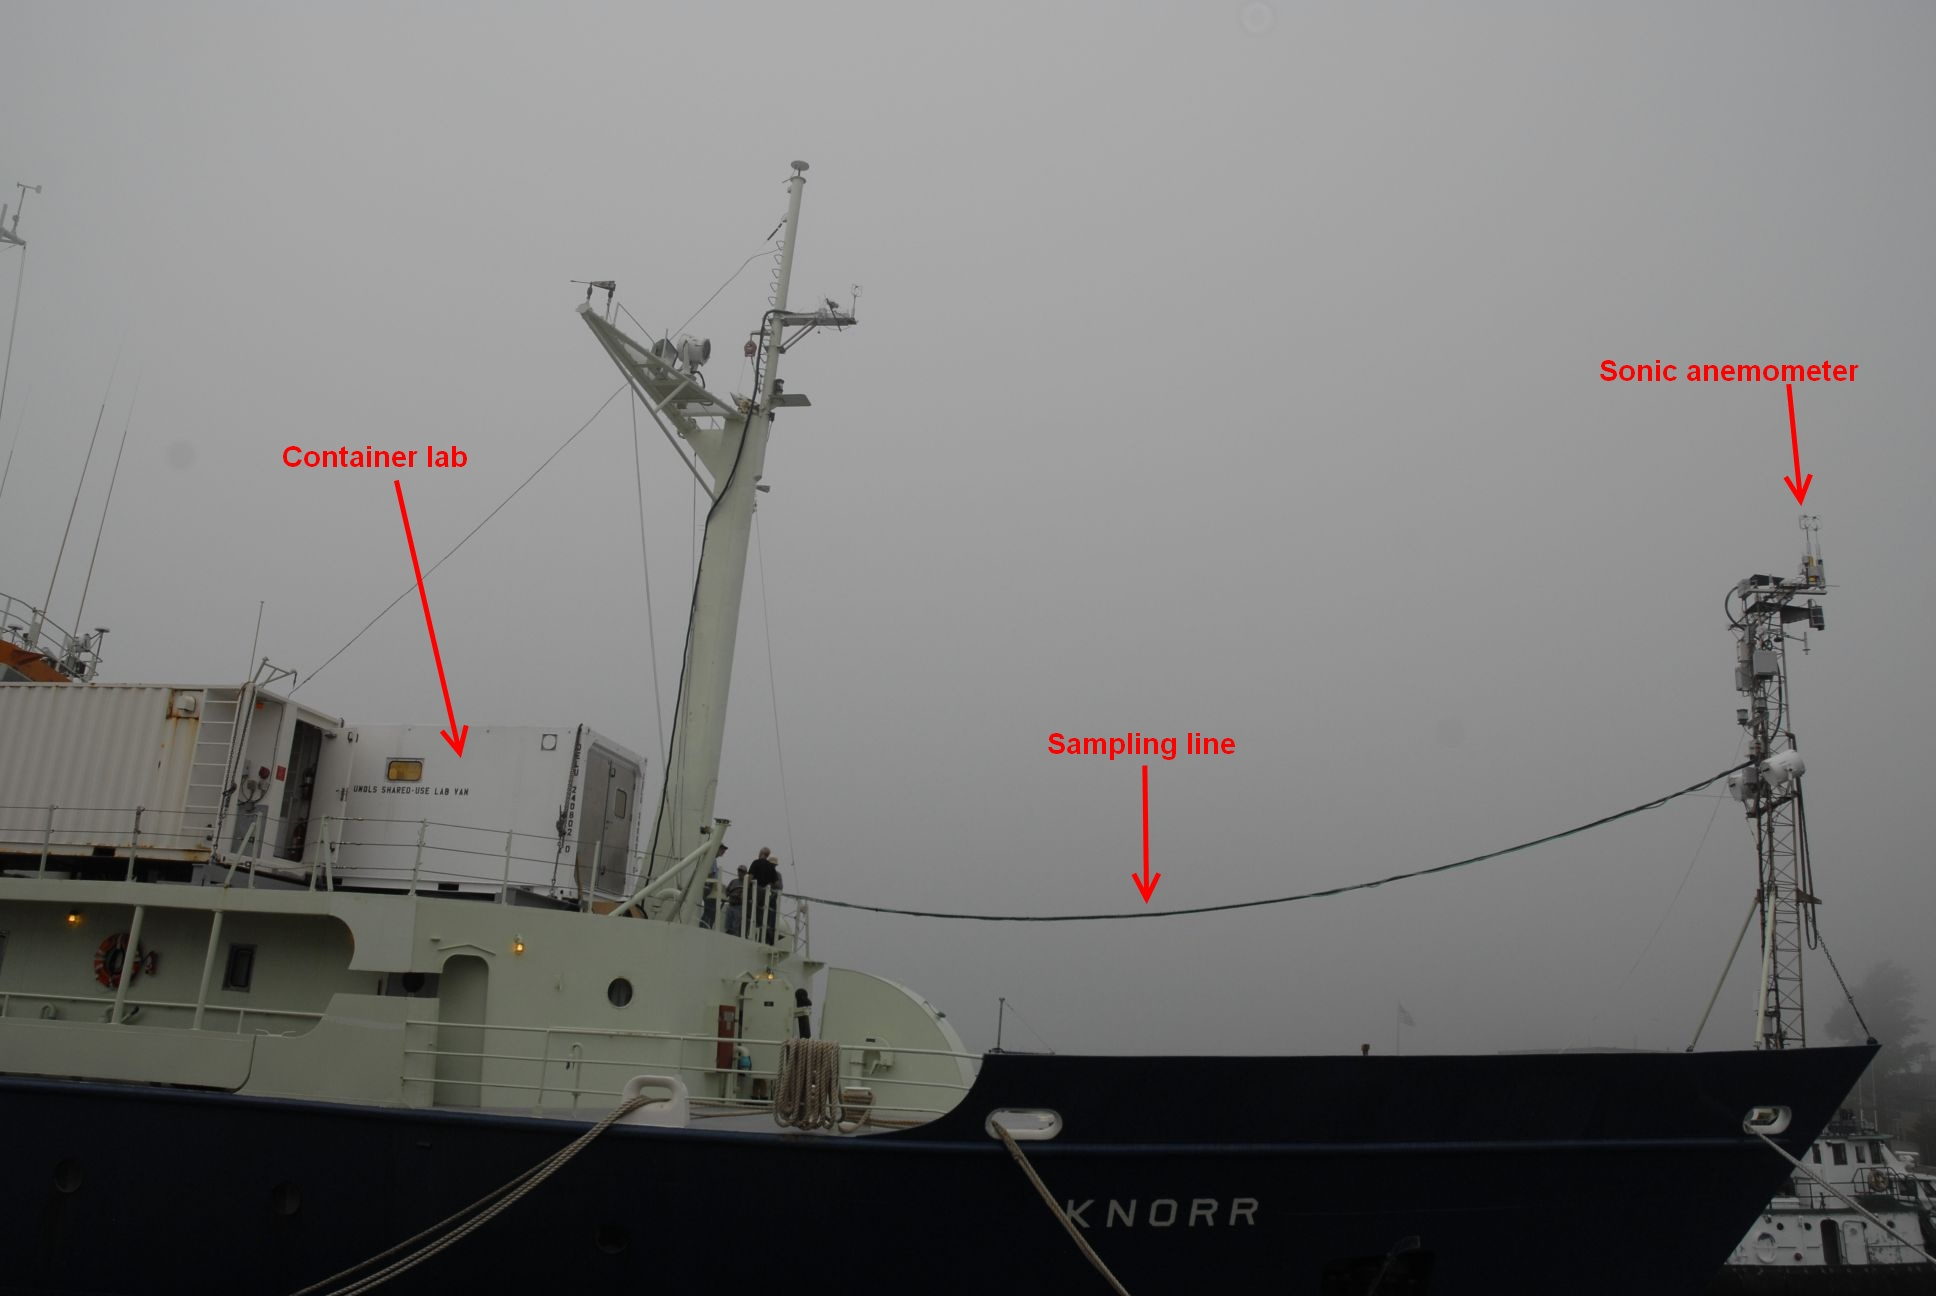 Sonic anemometer
Container lab
Sampling line
UNOLS SHARED-USE LAB VAN
KNORR